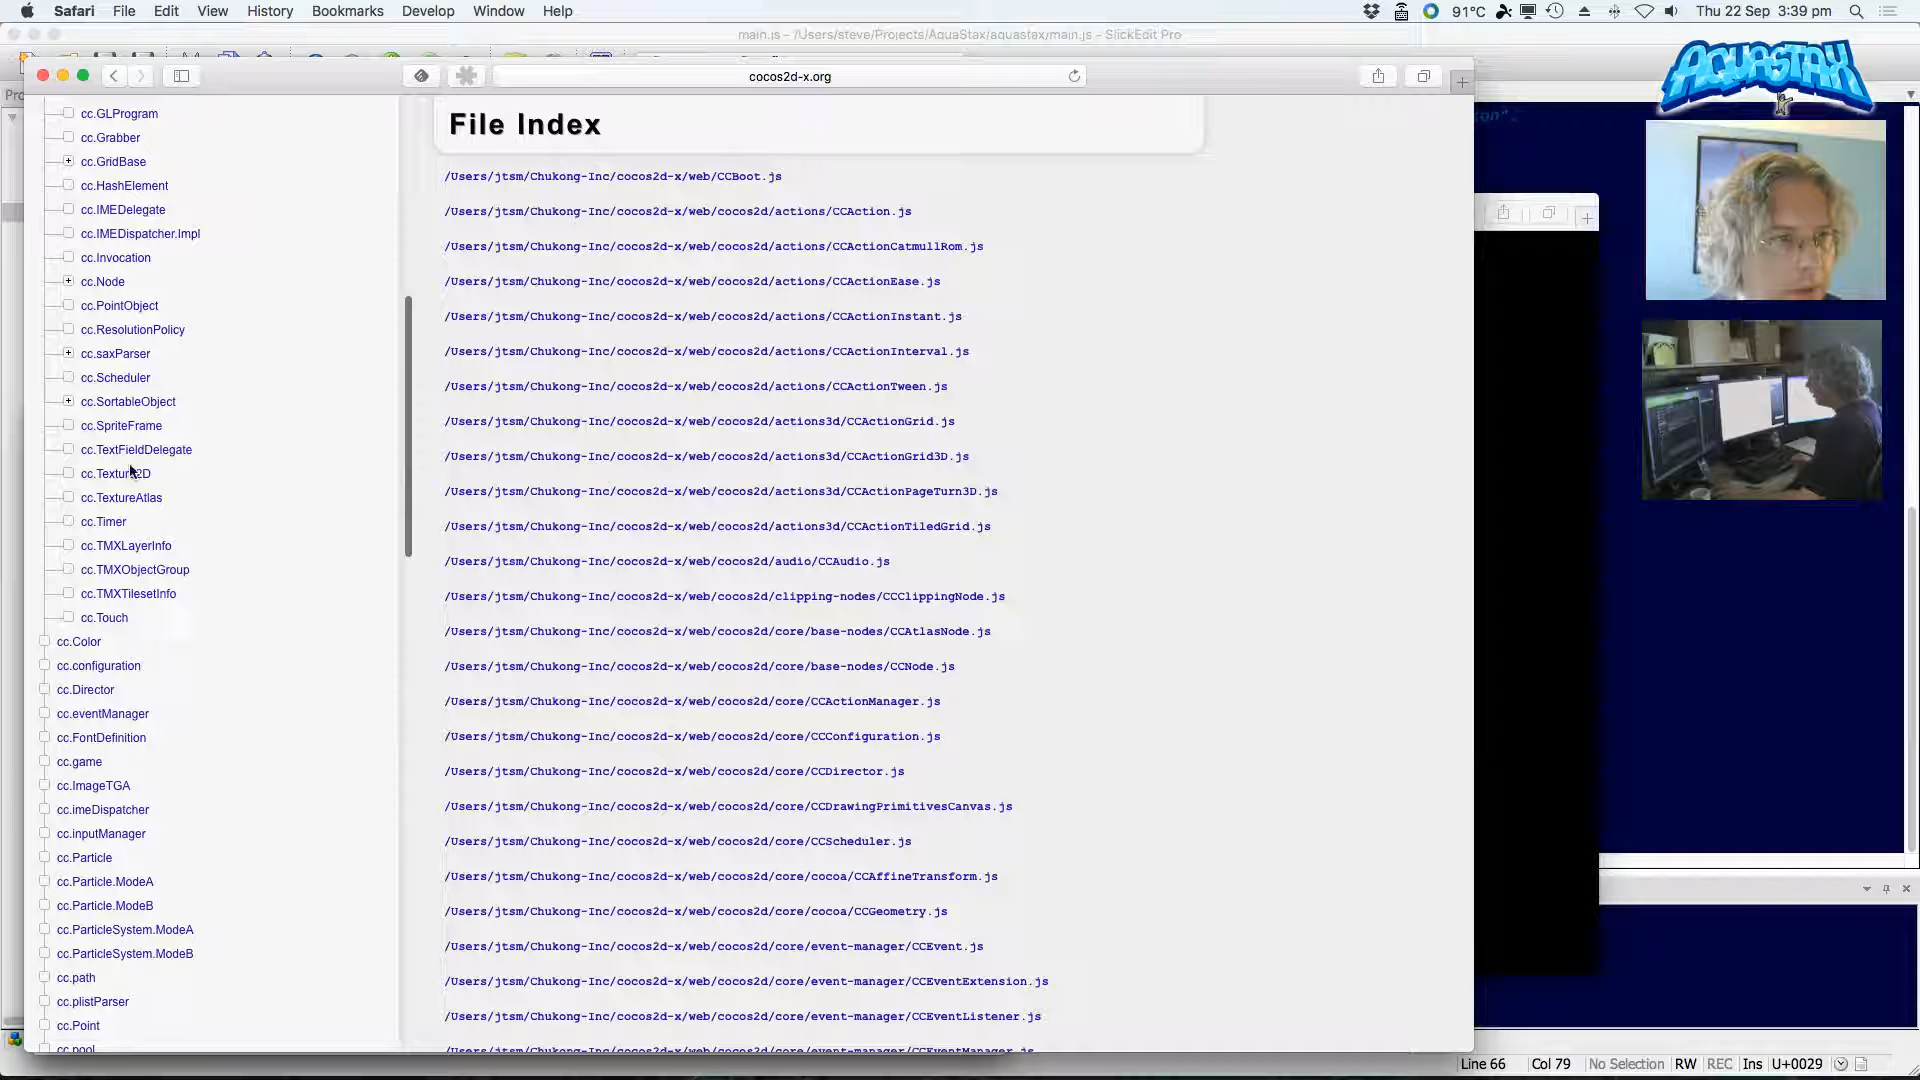 Safari File Edit View History Bookmarks Develop Window Help 91°C Thu 22 Sep 3:39 pm
main.js – /Users/steve/Projects/AquaStax/aquastax/main.js – SlickEdit Pro
cocos2d-x.org
AQUASTAX
cc.GLProgram
cc.Grabber
cc.GridBase
cc.HashElement
cc.IMEDelegate
cc.IMEDispatcher.Impl
cc.Invocation
cc.Node
cc.PointObject
cc.ResolutionPolicy
cc.saxParser
cc.Scheduler
cc.SortableObject
cc.SpriteFrame
cc.TextFieldDelegate
cc.Texture2D
cc.TextureAtlas
cc.Timer
cc.TMXLayerInfo
cc.TMXObjectGroup
cc.TMXTilesetInfo
cc.Touch
cc.Color
cc.configuration
cc.Director
cc.eventManager
cc.FontDefinition
cc.game
cc.ImageTGA
cc.imeDispatcher
cc.inputManager
cc.Particle
cc.Particle.ModeA
cc.Particle.ModeB
cc.ParticleSystem.ModeA
cc.ParticleSystem.ModeB
cc.path
cc.plistParser
cc.Point
cc.pool
File Index
/Users/jtsm/Chukong-Inc/cocos2d-x/web/CCBoot.js
/Users/jtsm/Chukong-Inc/cocos2d-x/web/cocos2d/actions/CCAction.js
/Users/jtsm/Chukong-Inc/cocos2d-x/web/cocos2d/actions/CCActionCatmullRom.js
/Users/jtsm/Chukong-Inc/cocos2d-x/web/cocos2d/actions/CCActionEase.js
/Users/jtsm/Chukong-Inc/cocos2d-x/web/cocos2d/actions/CCActionInstant.js
/Users/jtsm/Chukong-Inc/cocos2d-x/web/cocos2d/actions/CCActionInterval.js
/Users/jtsm/Chukong-Inc/cocos2d-x/web/cocos2d/actions/CCActionTween.js
/Users/jtsm/Chukong-Inc/cocos2d-x/web/cocos2d/actions3d/CCActionGrid.js
/Users/jtsm/Chukong-Inc/cocos2d-x/web/cocos2d/actions3d/CCActionGrid3D.js
/Users/jtsm/Chukong-Inc/cocos2d-x/web/cocos2d/actions3d/CCActionPageTurn3D.js
/Users/jtsm/Chukong-Inc/cocos2d-x/web/cocos2d/actions3d/CCActionTiledGrid.js
/Users/jtsm/Chukong-Inc/cocos2d-x/web/cocos2d/audio/CCAudio.js
/Users/jtsm/Chukong-Inc/cocos2d-x/web/cocos2d/clipping-nodes/CCClippingNode.js
/Users/jtsm/Chukong-Inc/cocos2d-x/web/cocos2d/core/base-nodes/CCAtlasNode.js
/Users/jtsm/Chukong-Inc/cocos2d-x/web/cocos2d/core/base-nodes/CCNode.js
/Users/jtsm/Chukong-Inc/cocos2d-x/web/cocos2d/core/CCActionManager.js
/Users/jtsm/Chukong-Inc/cocos2d-x/web/cocos2d/core/CCConfiguration.js
/Users/jtsm/Chukong-Inc/cocos2d-x/web/cocos2d/core/CCDirector.js
/Users/jtsm/Chukong-Inc/cocos2d-x/web/cocos2d/core/CCDrawingPrimitivesCanvas.js
/Users/jtsm/Chukong-Inc/cocos2d-x/web/cocos2d/core/CCScheduler.js
/Users/jtsm/Chukong-Inc/cocos2d-x/web/cocos2d/core/cocoa/CCAffineTransform.js
/Users/jtsm/Chukong-Inc/cocos2d-x/web/cocos2d/core/cocoa/CCGeometry.js
/Users/jtsm/Chukong-Inc/cocos2d-x/web/cocos2d/core/event-manager/CCEvent.js
/Users/jtsm/Chukong-Inc/cocos2d-x/web/cocos2d/core/event-manager/CCEventExtension.js
/Users/jtsm/Chukong-Inc/cocos2d-x/web/cocos2d/core/event-manager/CCEventListener.js
/Users/jtsm/Chukong-Inc/cocos2d-x/web/cocos2d/core/event-manager/CCEventManager.js
Line 66 Col 79 No Selection RW REC Ins U+0029